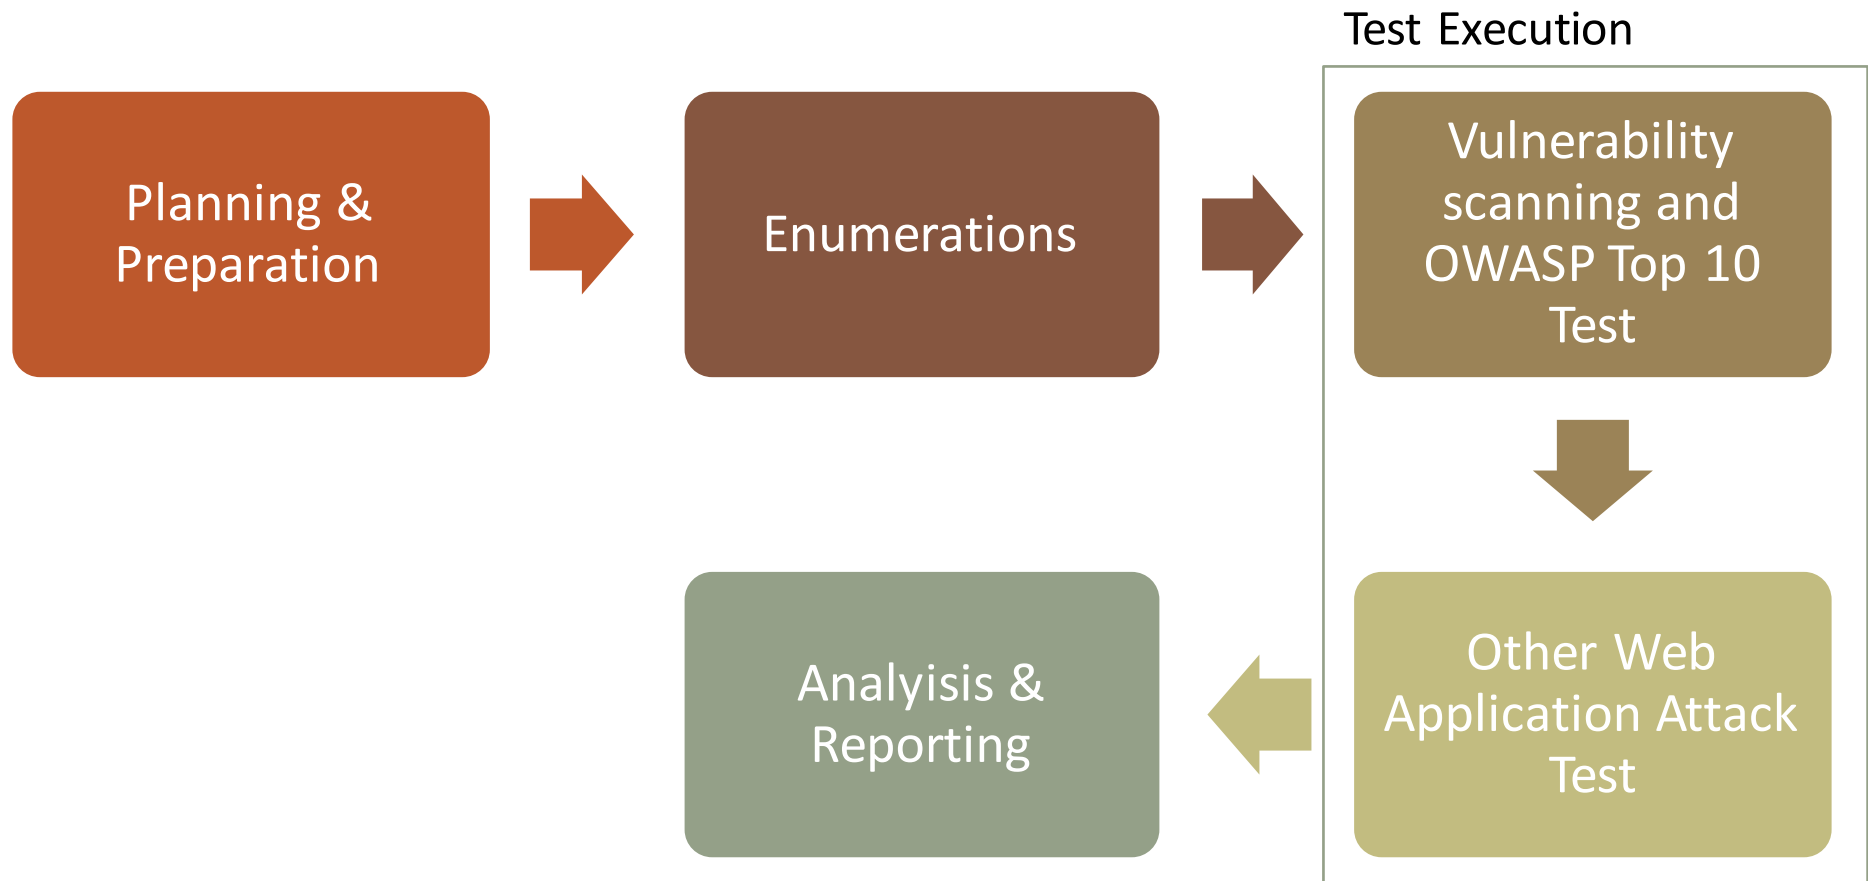 Test Execution
Planning &
Preparation
Enumerations
Vulnerability
scanning and
OWASP Top 10
Test
Other Web
Application Attack
Test
Analyisis &
Reporting